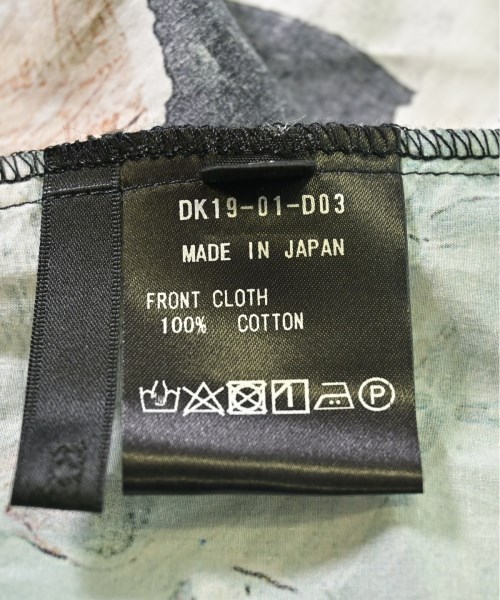 DK19-01-D03
MADE IN JAPAN
FRONT CLOTH
100% COTTON
P